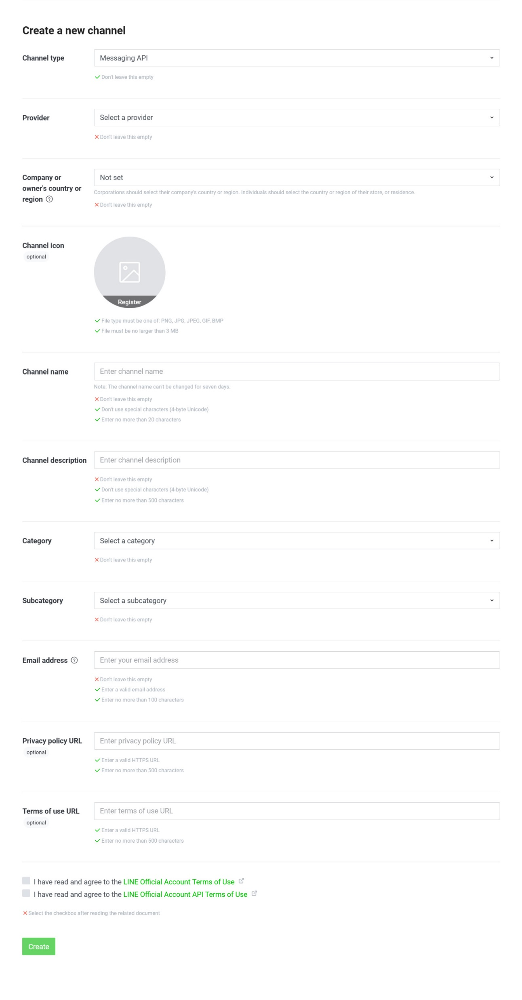 Create a new channel
Channel type
Messaging API
Don't leave this empty
Provider
Select a provider
Don't leave this empty
Company or
owner's country or
region ?
Not set
Corporations should select their company's country or region. Individuals should select the country or region of their store, or residence.
Don't leave this empty
Channel icon
optional
Register
File type must be one of: PNG, JPG, JPEG, GIF, BMP
File must be no larger than 3 MB
Channel name
Enter channel name
Note: The channel name can't be changed for seven days.
Don't leave this empty
Don't use special characters (4-byte Unicode)
Enter no more than 20 characters
Channel description
Enter channel description
Don't leave this empty
Don't use special characters (4-byte Unicode)
Enter no more than 500 characters
Category
Select a category
Don't leave this empty
Subcategory
Select a subcategory
Don't leave this empty
Email address ?
Enter your email address
Don't leave this empty
Enter a valid email address
Enter no more than 100 characters
Privacy policy URL
optional
Enter privacy policy URL
Enter a valid HTTPS URL
Enter no more than 500 characters
Terms of use URL
optional
Enter terms of use URL
Enter a valid HTTPS URL
Enter no more than 500 characters
I have read and agree to the LINE Official Account Terms of Use
I have read and agree to the LINE Official Account API Terms of Use
Select the checkbox after reading the related document
Create